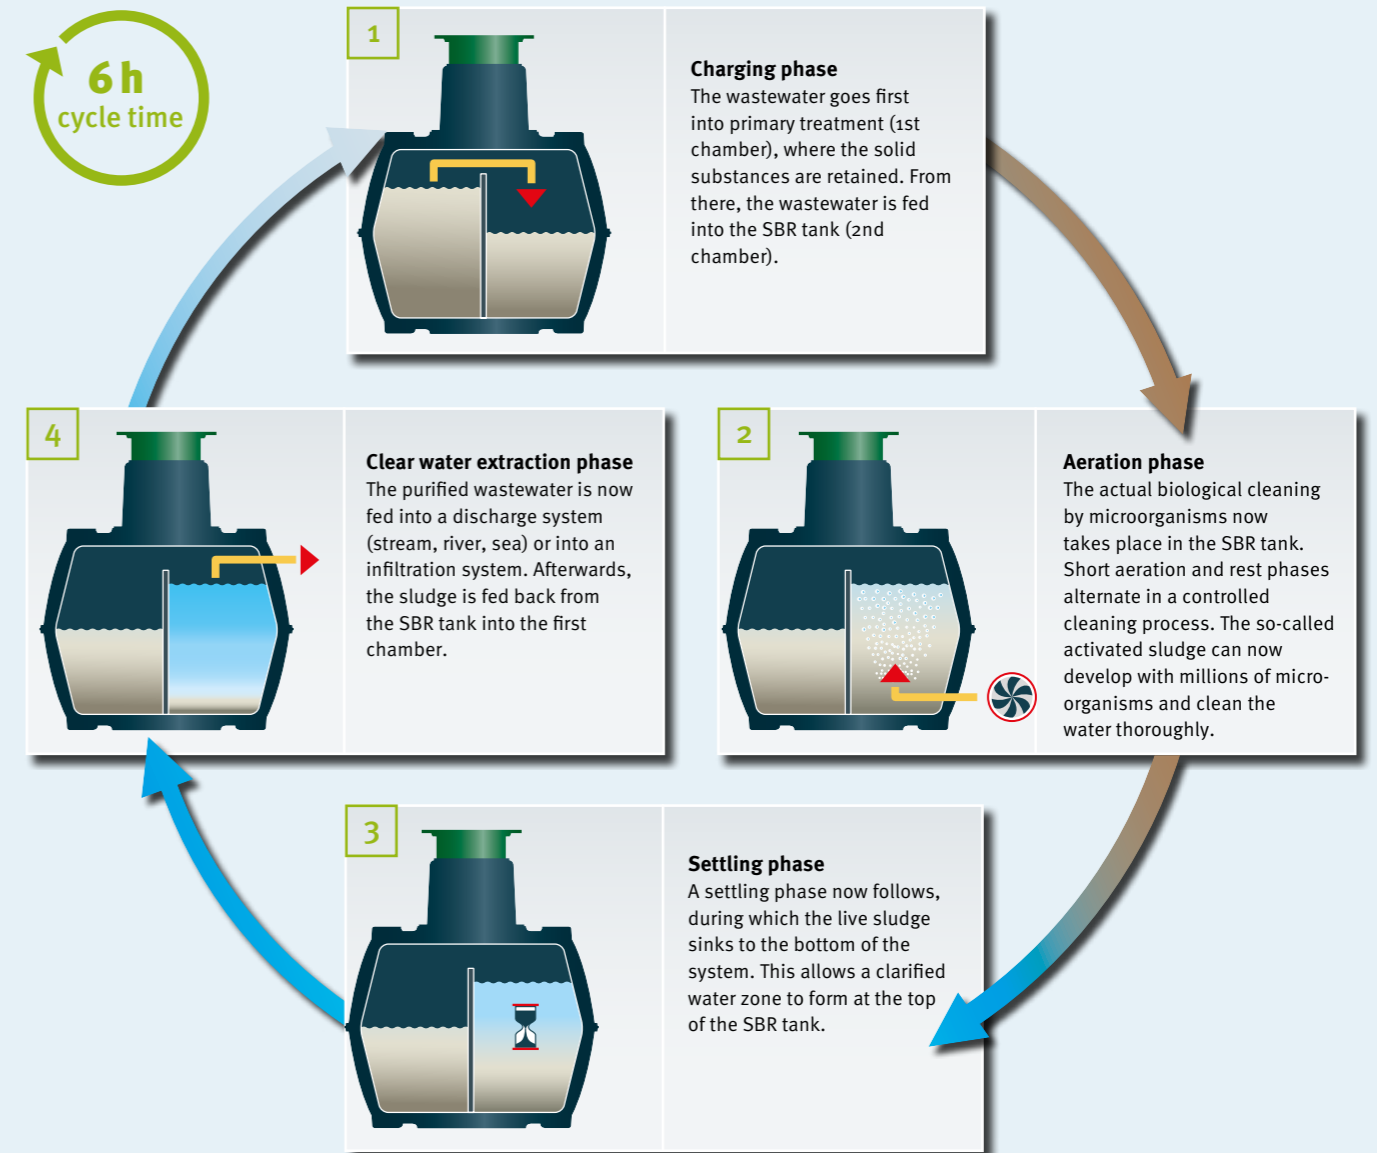 6 h
cycle time
1
Charging phase
The wastewater goes first
into primary treatment (1st
chamber), where the solid
substances are retained. From
there, the wastewater is fed
into the SBR tank (2nd
chamber).
2
Aeration phase
The actual biological cleaning
by microorganisms now
takes place in the SBR tank.
Short aeration and rest phases
alternate in a controlled
cleaning process. The so-called
activated sludge can now
develop with millions of micro-
organisms and clean the
water thoroughly.
3
Settling phase
A settling phase now follows,
during which the live sludge
sinks to the bottom of the
system. This allows a clarified
water zone to form at the top
of the SBR tank.
4
Clear water extraction phase
The purified wastewater is now
fed into a discharge system
(stream, river, sea) or into an
infiltration system. Afterwards,
the sludge is fed back from
the SBR tank into the first
chamber.